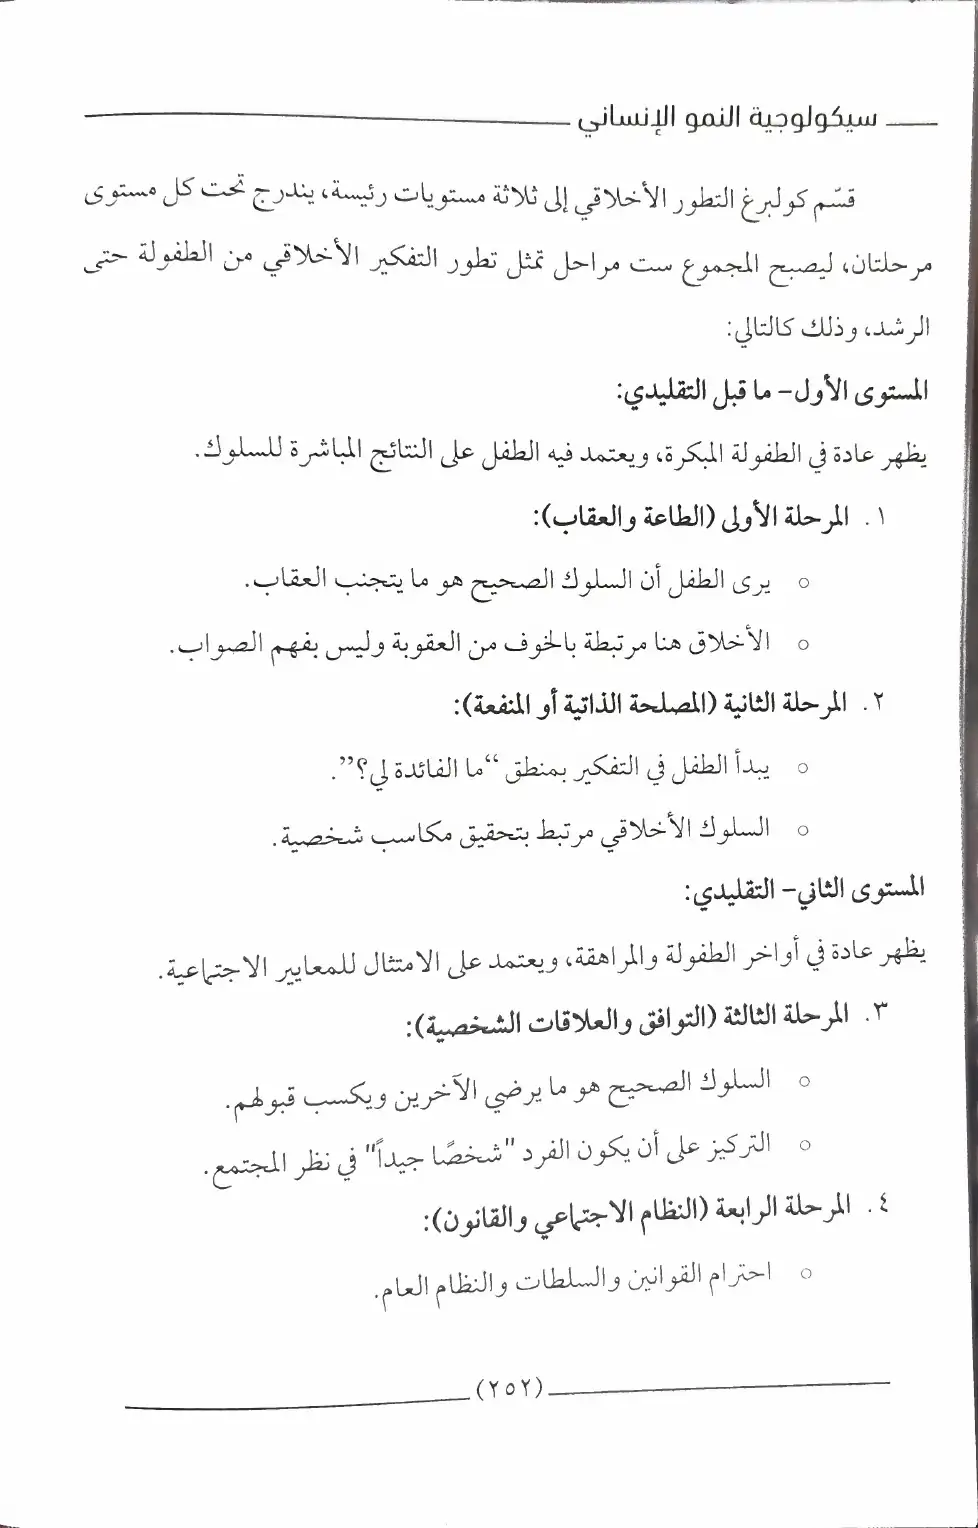 سيكولوجية النمو الإنساني
قسّم كولبرغ التطور الأخلاقي إلى ثلاثة مستويات رئيسة، يندرج تحت كل مستوى
مرحلتان، ليصبح المجموع ست مراحل تمثل تطور التفكير الأخلاقي من الطفولة حتى
الرشد، وذلك كالتالي:
المستوى الأول- ما قبل التقليدي:
يظهر عادة في الطفولة المبكرة، ويعتمد فيه الطفل على النتائج المباشرة للسلوك.
١. المرحلة الأولى (الطاعة والعقاب):
○ يرى الطفل أن السلوك الصحيح هو ما يتجنب العقاب.
○ الأخلاق هنا مرتبطة بالخوف من العقوبة وليس بفهم الصواب.
٢. المرحلة الثانية (المصلحة الذاتية أو المنفعة):
○ يبدأ الطفل في التفكير بمنطق “ما الفائدة لي؟”.
○ السلوك الأخلاقي مرتبط بتحقيق مكاسب شخصية.
المستوى الثاني- التقليدي:
يظهر عادة في أواخر الطفولة والمراهقة، ويعتمد على الامتثال للمعايير الاجتماعية.
٣. المرحلة الثالثة (التوافق والعلاقات الشخصية):
○ السلوك الصحيح هو ما يرضي الآخرين ويكسب قبولهم.
○ التركيز على أن يكون الفرد "شخصًا جيداً" في نظر المجتمع.
٤. المرحلة الرابعة (النظام الاجتماعي والقانون):
○ احترام القوانين والسلطات والنظام العام.
(٢٥٢)